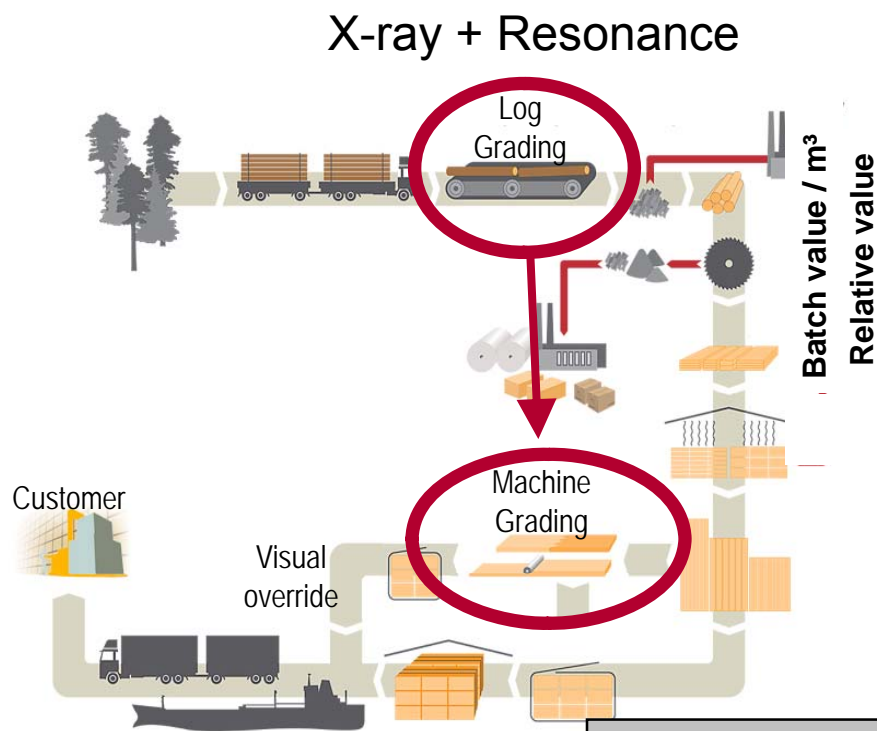 X-ray + Resonance
Log
Grading
Batch value / m³
Relative value
Machine
Grading
Customer
Visual
override